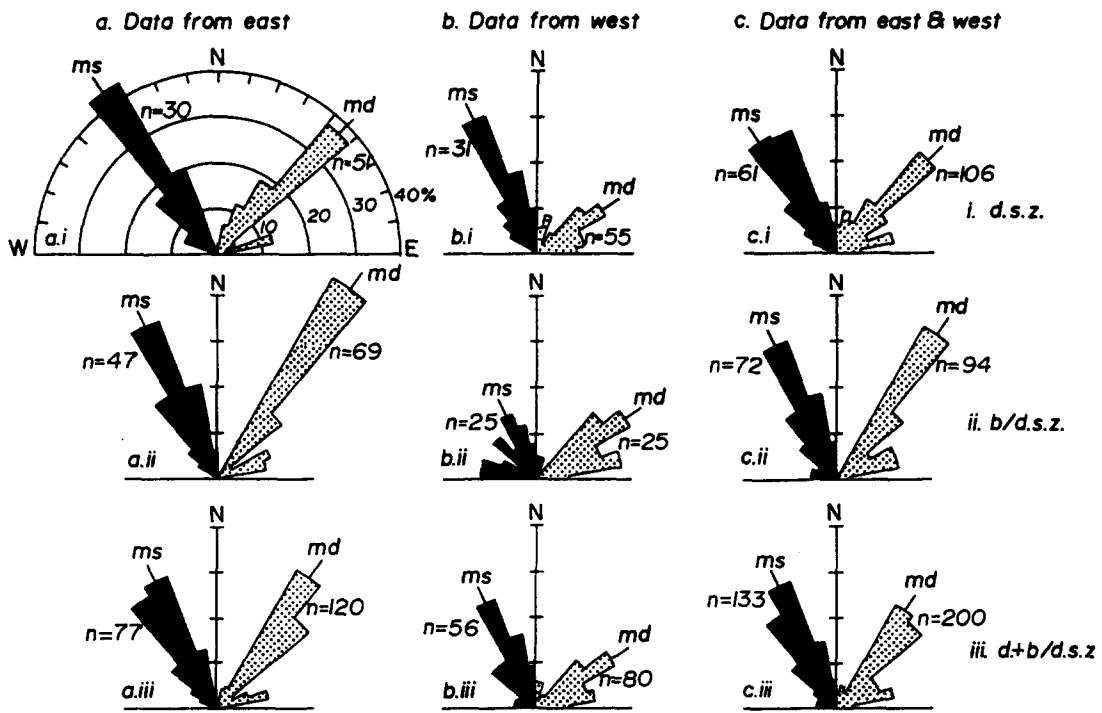 a. Data from east
b. Data from west
c. Data from east & west
N
ms
n=30
md
n=51
10
20
30
40%
W
a.i
E
N
ms
n=31
md
n=55
b.i
N
ms
n=61
md
n=106
c.i
i. d.s.z.
N
ms
n=47
md
n=69
a.ii
N
ms
n=25
md
n=25
b.ii
N
ms
n=72
md
n=94
c.ii
ii. b/d.s.z.
N
ms
n=77
md
n=120
a.iii
N
ms
n=56
md
n=80
b.iii
N
ms
n=133
md
n=200
c.iii
iii. d.+b/d.s.z